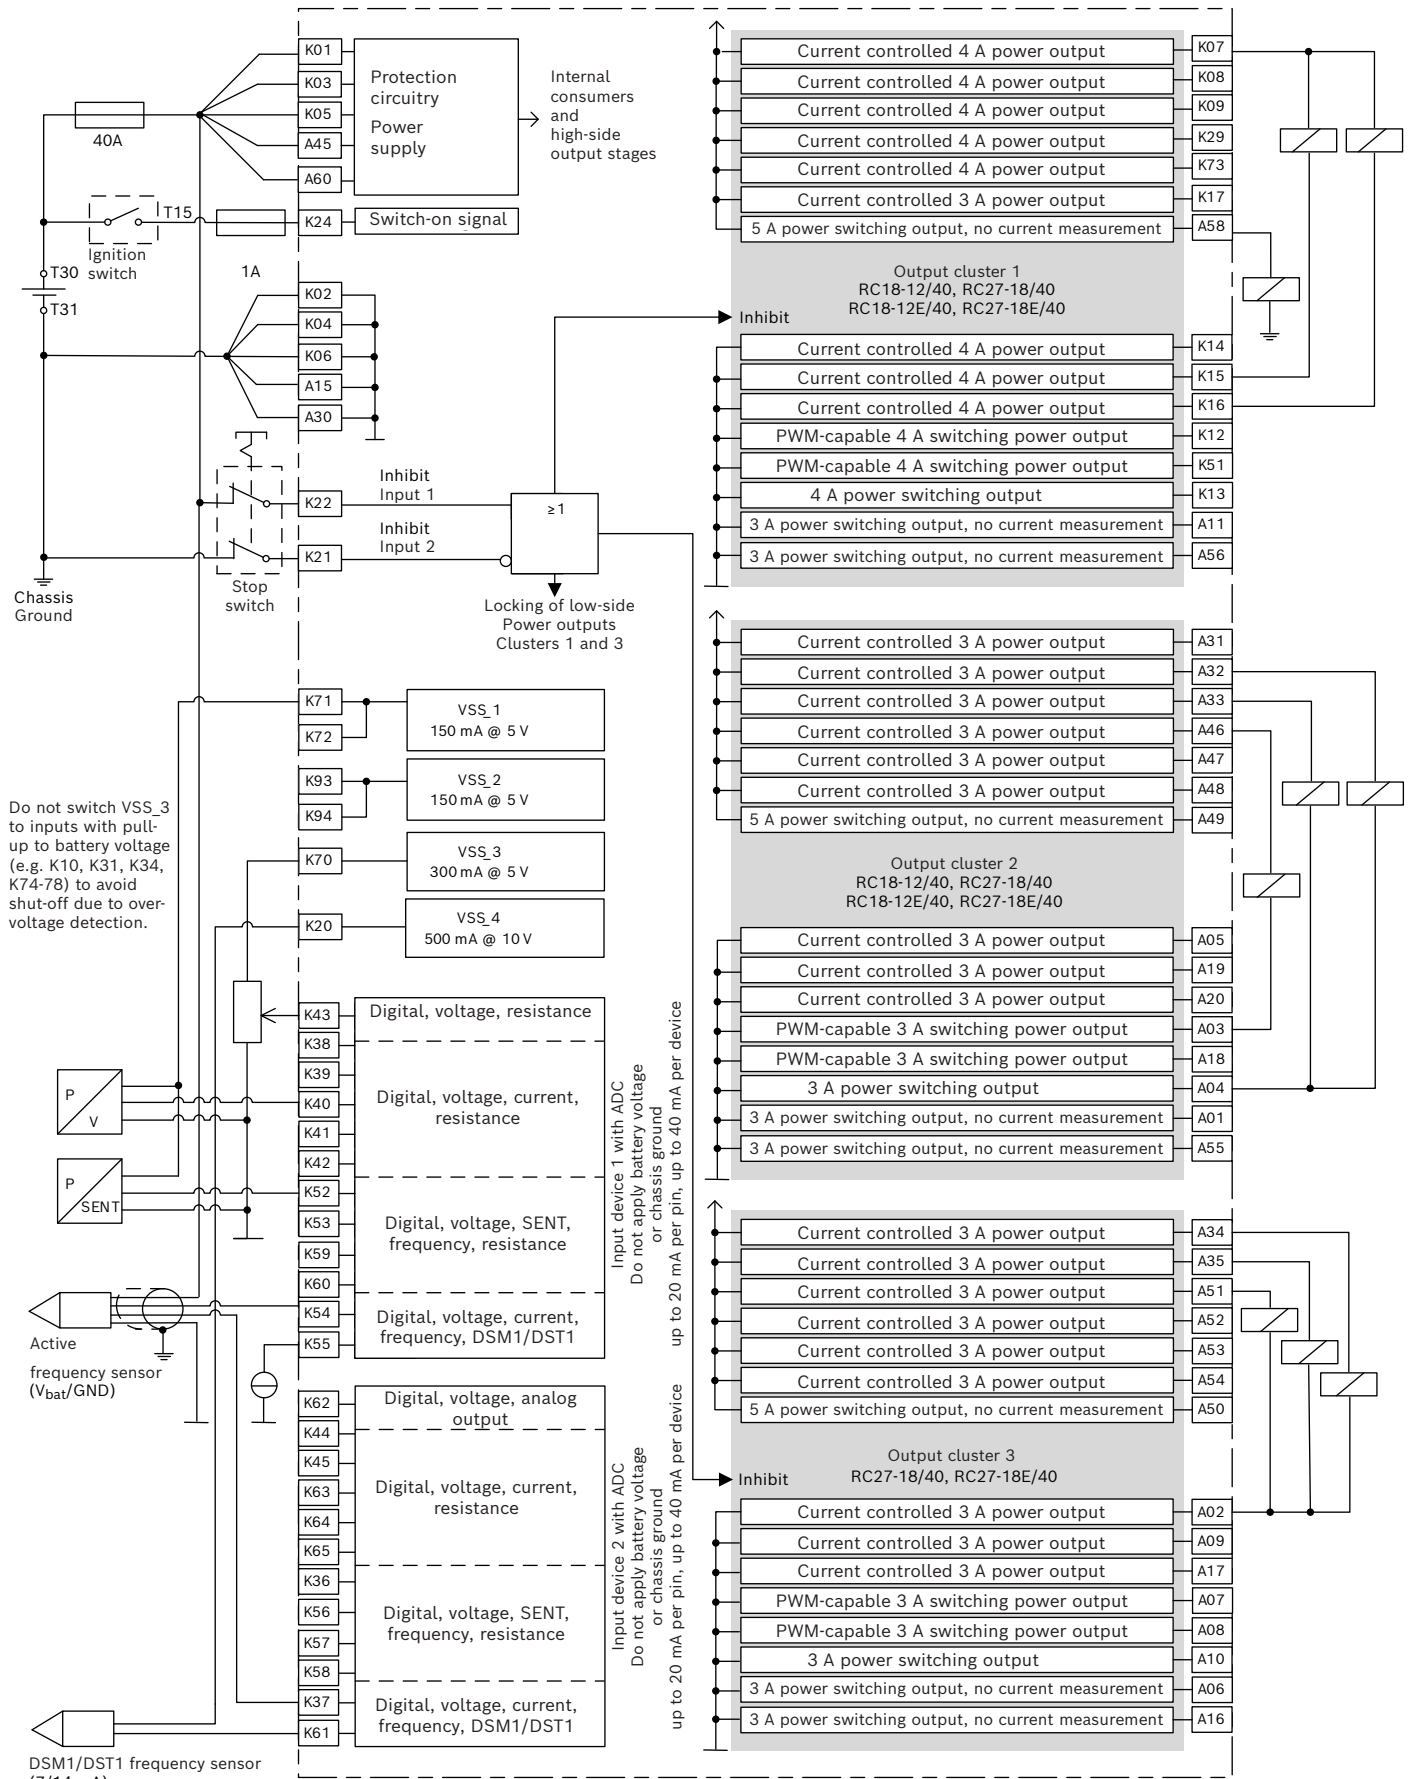 K01
K03
K05
A45
A60
Protection
circuitry
Power
supply
Internal
consumers
and
high-side
output stages
40A
T15
Ignition
switch
K24
Switch-on signal
T30
T31
1A
K02
K04
K06
A15
A30
K22
K21
Inhibit
Input 1
Inhibit
Input 2
≥1
Stop
switch
Chassis
Ground
Locking of low-side
Power outputs
Clusters 1 and 3
K71
K72
VSS_1
150 mA @ 5 V
K93
K94
VSS_2
150 mA @ 5 V
K70
VSS_3
300 mA @ 5 V
K20
VSS_4
500 mA @ 10 V
Do not switch VSS_3
to inputs with pull-
up to battery voltage
(e.g. K10, K31, K34,
K74-78) to avoid
shut-off due to over-
voltage detection.
K43
Digital, voltage, resistance
K38
K39
K40
K41
K42
Digital, voltage, current,
resistance
K52
K53
K59
K60
Digital, voltage, SENT,
frequency, resistance
K54
K55
Digital, voltage, current,
frequency, DSM1/DST1
Input device 1 with ADC
Do not apply battery voltage
or chassis ground
up to 20 mA per pin, up to 40 mA per device
P
V
P
SENT
Active
frequency sensor
(Vbat/GND)
K62
Digital, voltage, analog
output
K44
K45
K63
K64
K65
Digital, voltage, current,
resistance
K36
K56
K57
K58
Digital, voltage, SENT,
frequency, resistance
K37
K61
Digital, voltage, current,
frequency, DSM1/DST1
Input device 2 with ADC
Do not apply battery voltage
or chassis ground
up to 20 mA per pin, up to 40 mA per device
DSM1/DST1 frequency sensor
Current controlled 4 A power output K07
Current controlled 4 A power output K08
Current controlled 4 A power output K09
Current controlled 4 A power output K29
Current controlled 4 A power output K73
Current controlled 3 A power output K17
5 A power switching output, no current measurement A58
Output cluster 1
RC18-12/40, RC27-18/40
RC18-12E/40, RC27-18E/40
Inhibit
Current controlled 4 A power output K14
Current controlled 4 A power output K15
Current controlled 4 A power output K16
PWM-capable 4 A switching power output K12
PWM-capable 4 A switching power output K51
4 A power switching output K13
3 A power switching output, no current measurement A11
3 A power switching output, no current measurement A56
Current controlled 3 A power output A31
Current controlled 3 A power output A32
Current controlled 3 A power output A33
Current controlled 3 A power output A46
Current controlled 3 A power output A47
Current controlled 3 A power output A48
5 A power switching output, no current measurement A49
Output cluster 2
RC18-12/40, RC27-18/40
RC18-12E/40, RC27-18E/40
Current controlled 3 A power output A05
Current controlled 3 A power output A19
Current controlled 3 A power output A20
PWM-capable 3 A switching power output A03
PWM-capable 3 A switching power output A18
3 A power switching output A04
3 A power switching output, no current measurement A01
3 A power switching output, no current measurement A55
Current controlled 3 A power output A34
Current controlled 3 A power output A35
Current controlled 3 A power output A51
Current controlled 3 A power output A52
Current controlled 3 A power output A53
Current controlled 3 A power output A54
5 A power switching output, no current measurement A50
Output cluster 3
RC27-18/40, RC27-18E/40
Inhibit
Current controlled 3 A power output A02
Current controlled 3 A power output A09
Current controlled 3 A power output A17
PWM-capable 3 A switching power output A07
PWM-capable 3 A switching power output A08
3 A power switching output A10
3 A power switching output, no current measurement A06
3 A power switching output, no current measurement A16